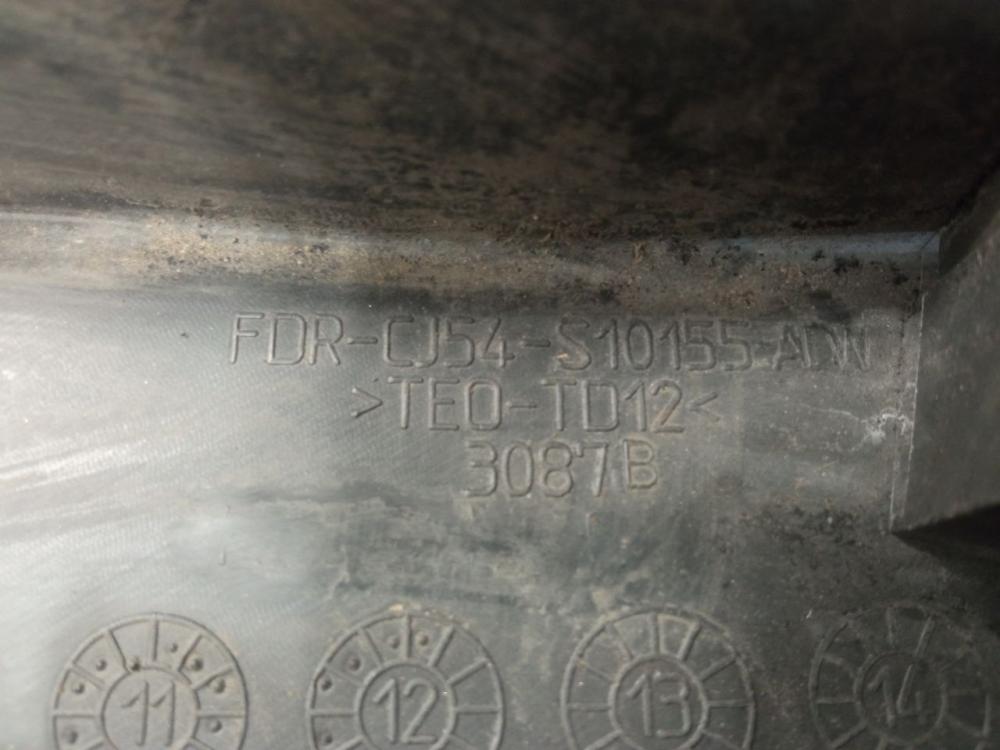 FDR-CJ54-S10155-ADW
>TEO-TD12<
3087B
11 12 13 14